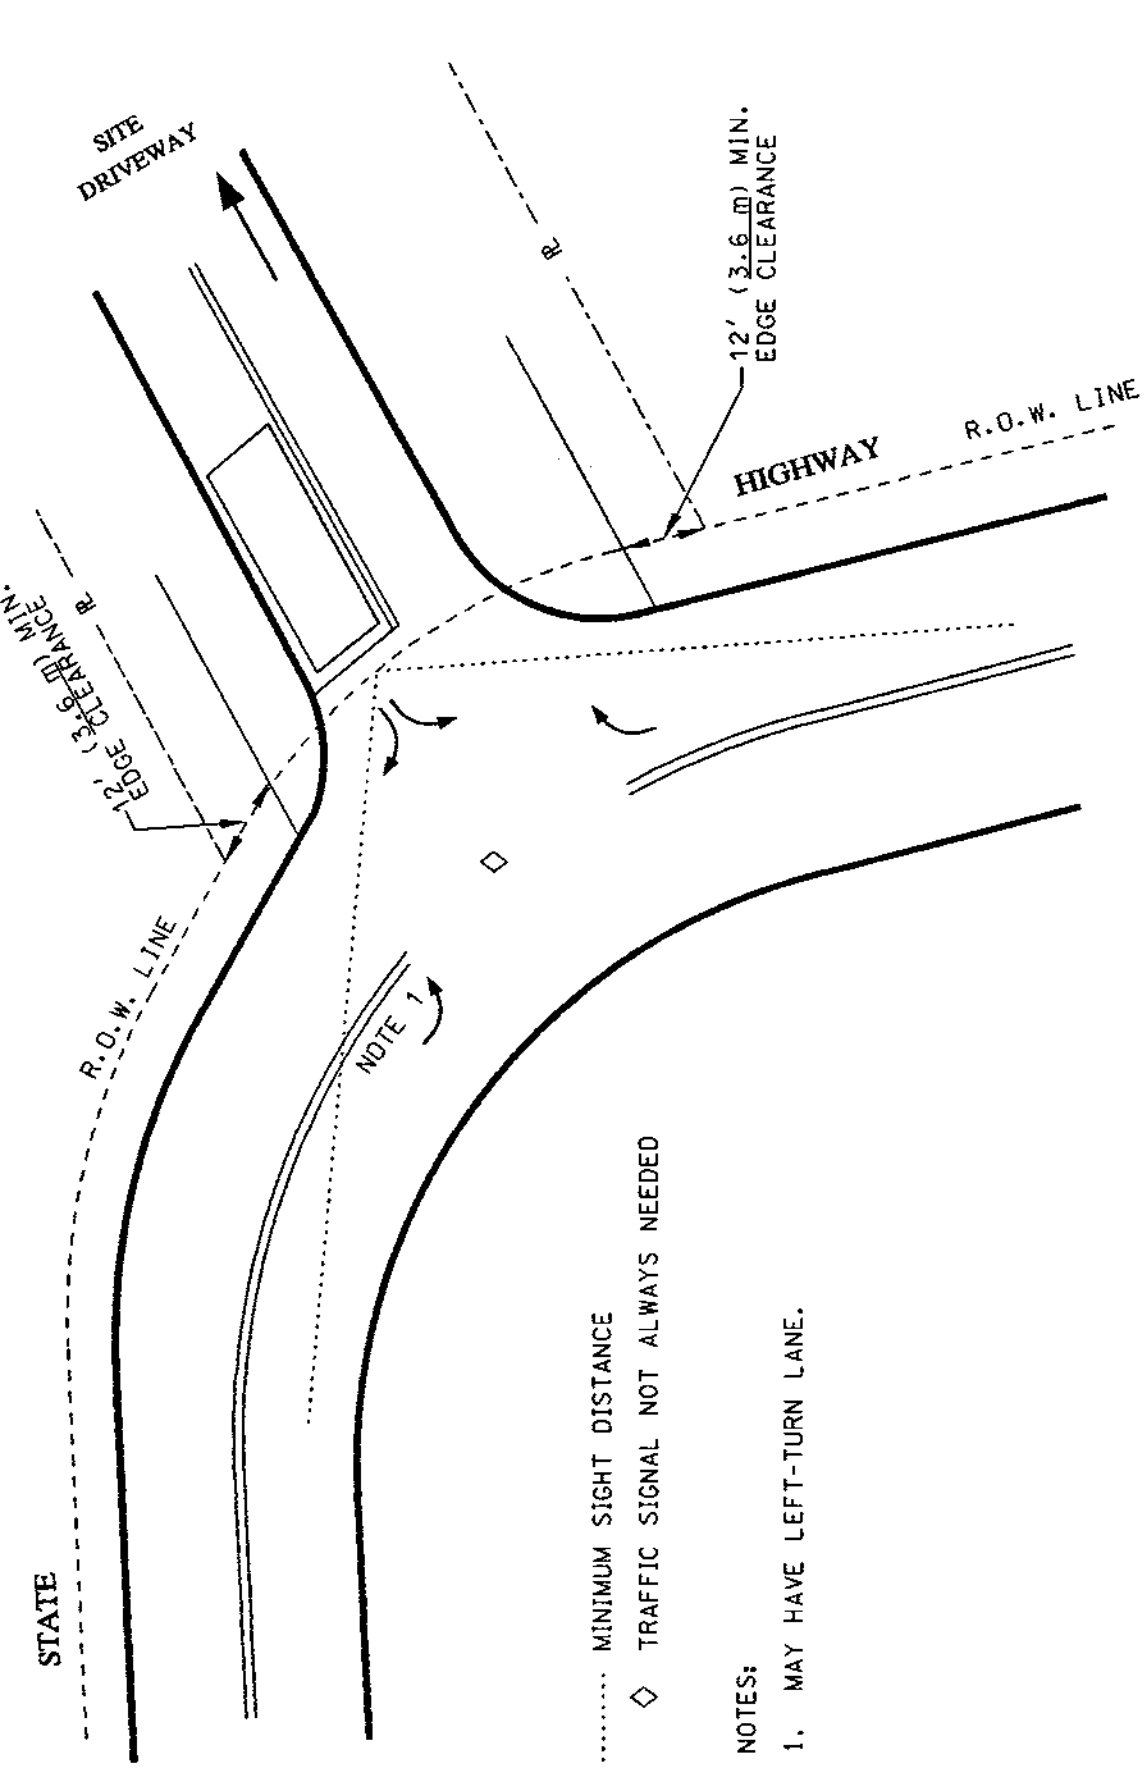 SITE
DRIVEWAY
12' (3.6 m) MIN.
EDGE CLEARANCE
12' (3.6 m) MIN.
EDGE CLEARANCE
R.O.W. LINE
HIGHWAY
R.O.W. LINE
STATE
NOTE 1
MINIMUM SIGHT DISTANCE
TRAFFIC SIGNAL NOT ALWAYS NEEDED
NOTES:
1. MAY HAVE LEFT-TURN LANE.